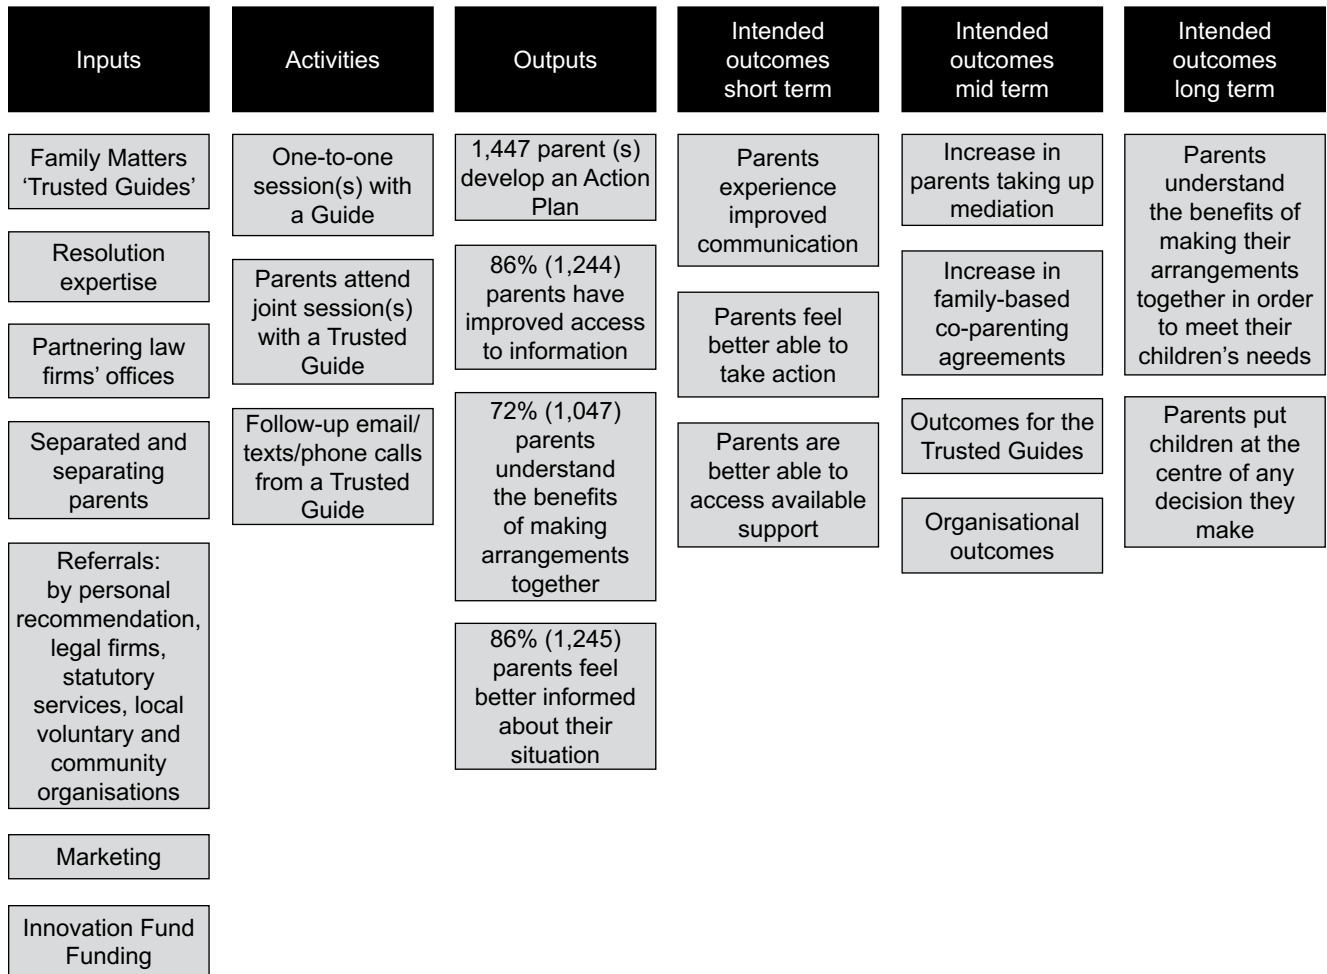 Inputs
Family Matters
‘Trusted Guides’
Resolution
expertise
Partnering law
firms’ offices
Separated and
separating
parents
Referrals:
by personal
recommendation,
legal firms,
statutory
services, local
voluntary and
community
organisations
Marketing
Innovation Fund
Funding
Activities
One-to-one
session(s) with
a Guide
Parents attend
joint session(s)
with a Trusted
Guide
Follow-up email/
texts/phone calls
from a Trusted
Guide
Outputs
1,447 parent (s)
develop an Action
Plan
86% (1,244)
parents have
improved access
to information
72% (1,047)
parents
understand
the benefits
of making
arrangements
together
86% (1,245)
parents feel
better informed
about their
situation
Intended
outcomes
short term
Parents
experience
improved
communication
Parents feel
better able to
take action
Parents are
better able to
access available
support
Intended
outcomes
mid term
Increase in
parents taking up
mediation
Increase in
family-based
co-parenting
agreements
Outcomes for the
Trusted Guides
Organisational
outcomes
Intended
outcomes
long term
Parents
understand
the benefits of
making their
arrangements
together in order
to meet their
children’s needs
Parents put
children at the
centre of any
decision they
make